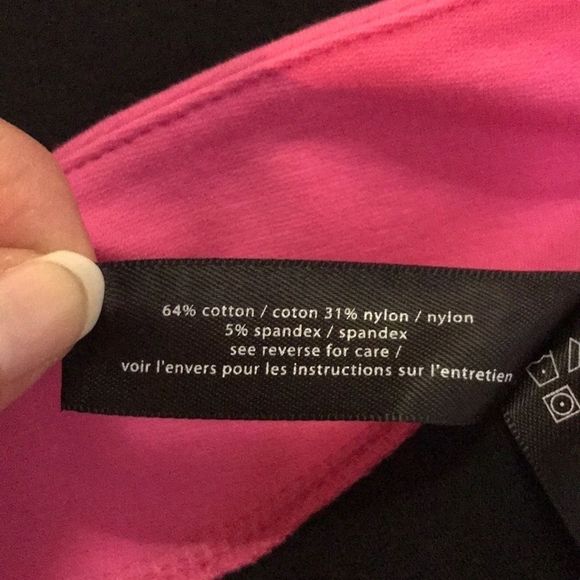 64% cotton / coton 31% nylon / nylon
5% spandex / spandex
see reverse for care /
voir l'envers pour les instructions sur l'entretien